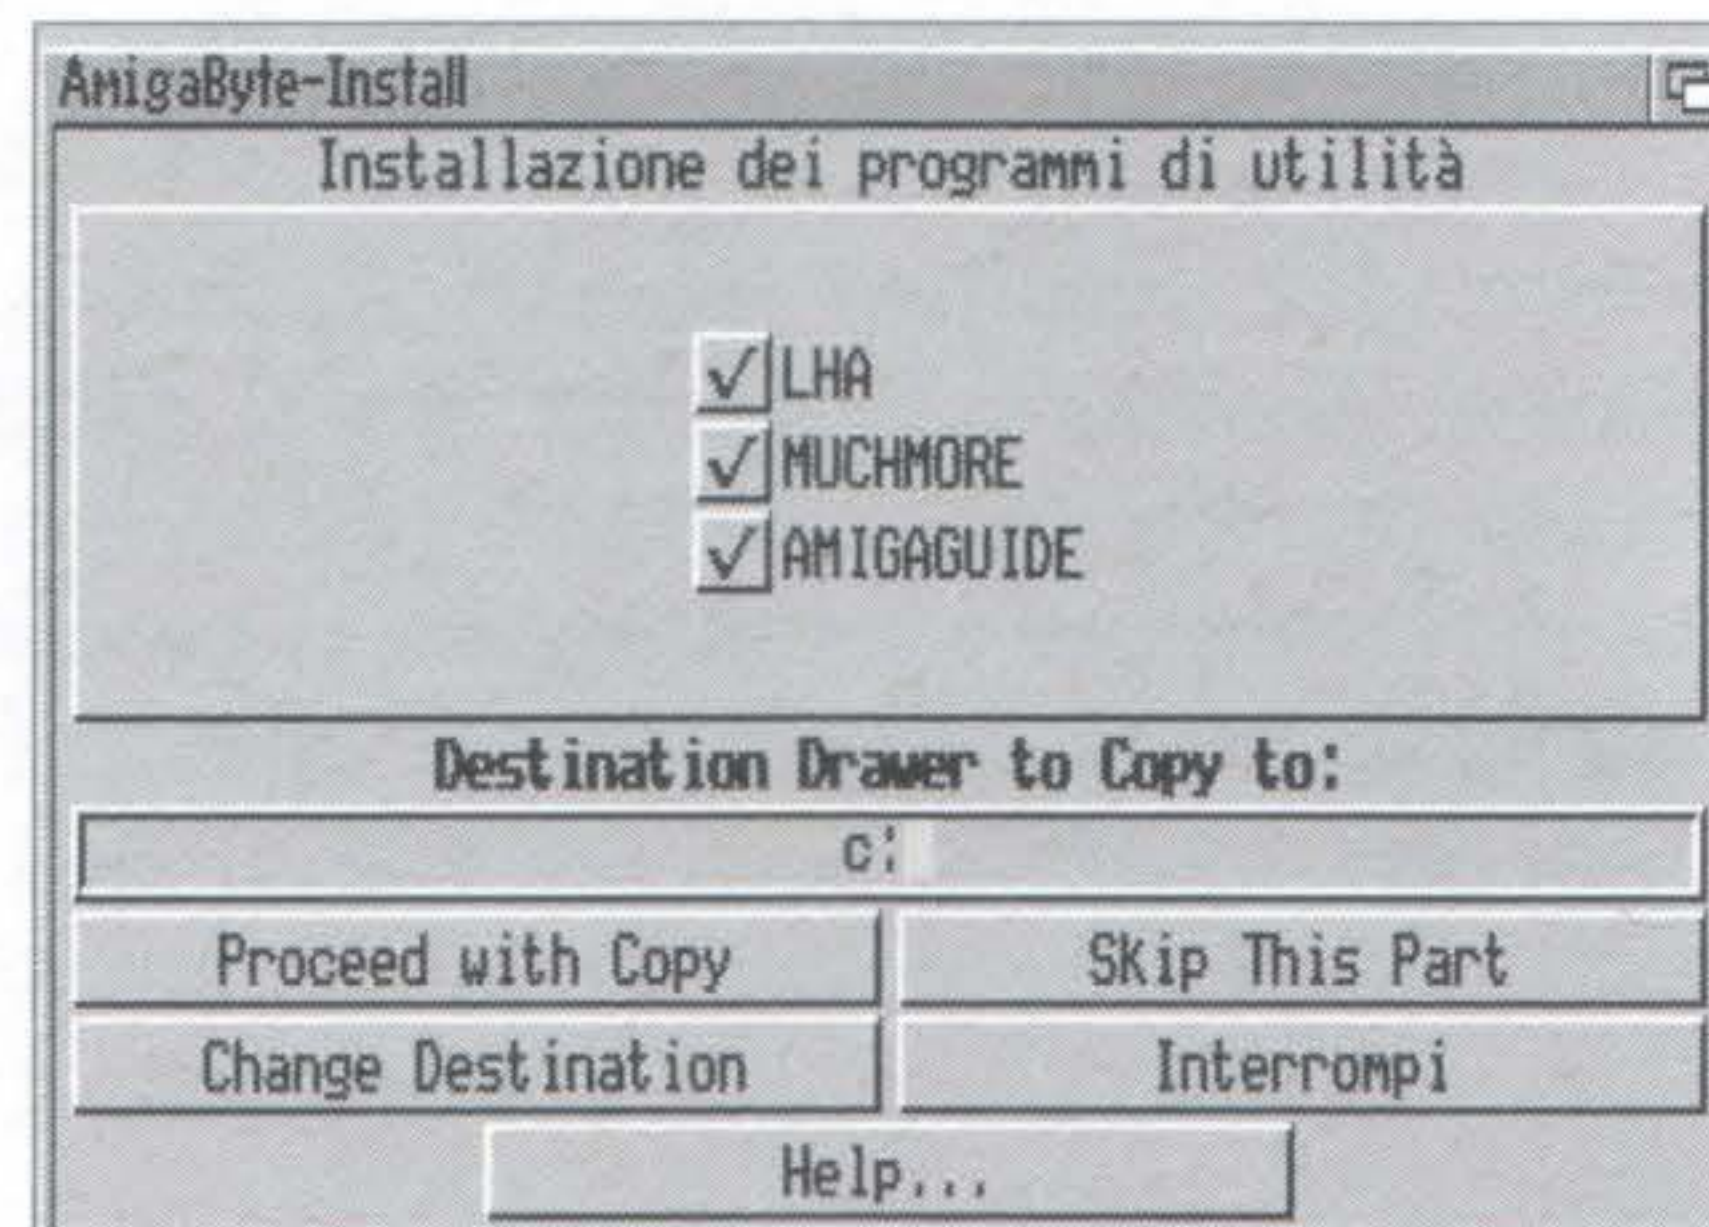 AmigaByte-Install
Installazione dei programmi di utilità
√ LHA
√ MUCHMORE
√ AMIGAGUIDE
Destination Drawer to Copy to:
c:
Proceed with Copy
Skip This Part
Change Destination
Interrompi
Help...